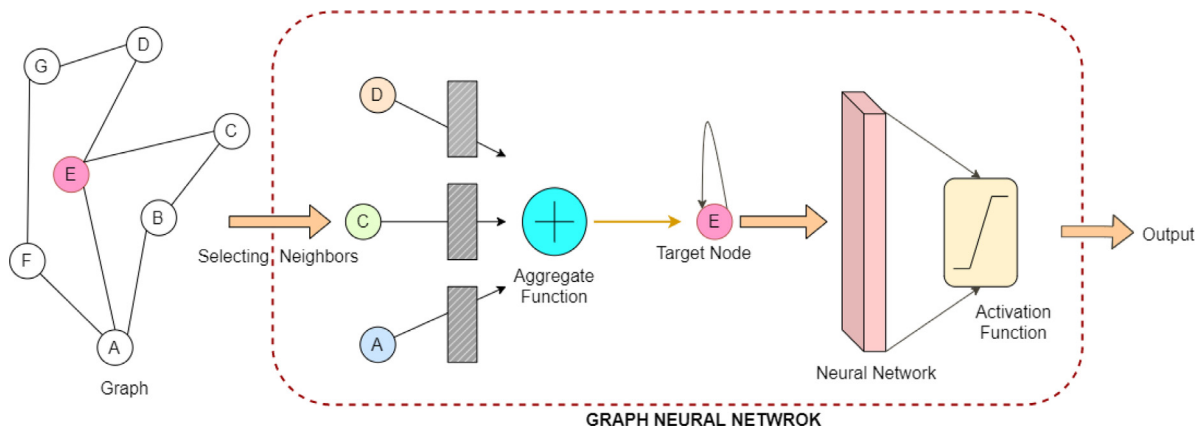 G
D
C
E
B
F
A
Graph
Selecting Neighbors
D
C
A
Aggregate
Function
E
Target Node
Neural Network
Activation
Function
Output
GRAPH NEURAL NETWROK